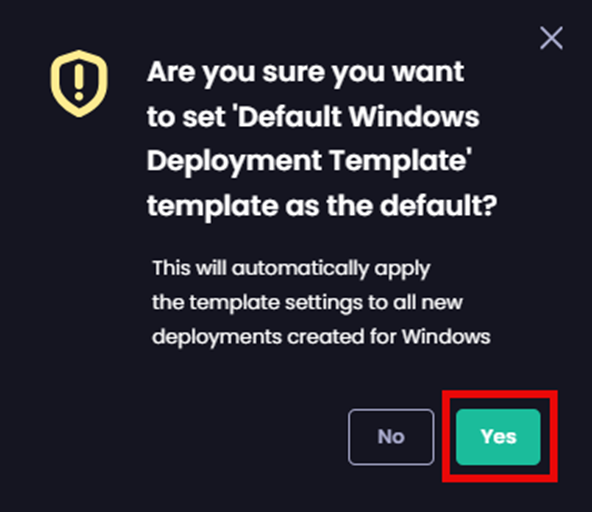 Are you sure you want
to set 'Default Windows
Deployment Template'
template as the default?
This will automatically apply
the template settings to all new
deployments created for Windows
No
Yes